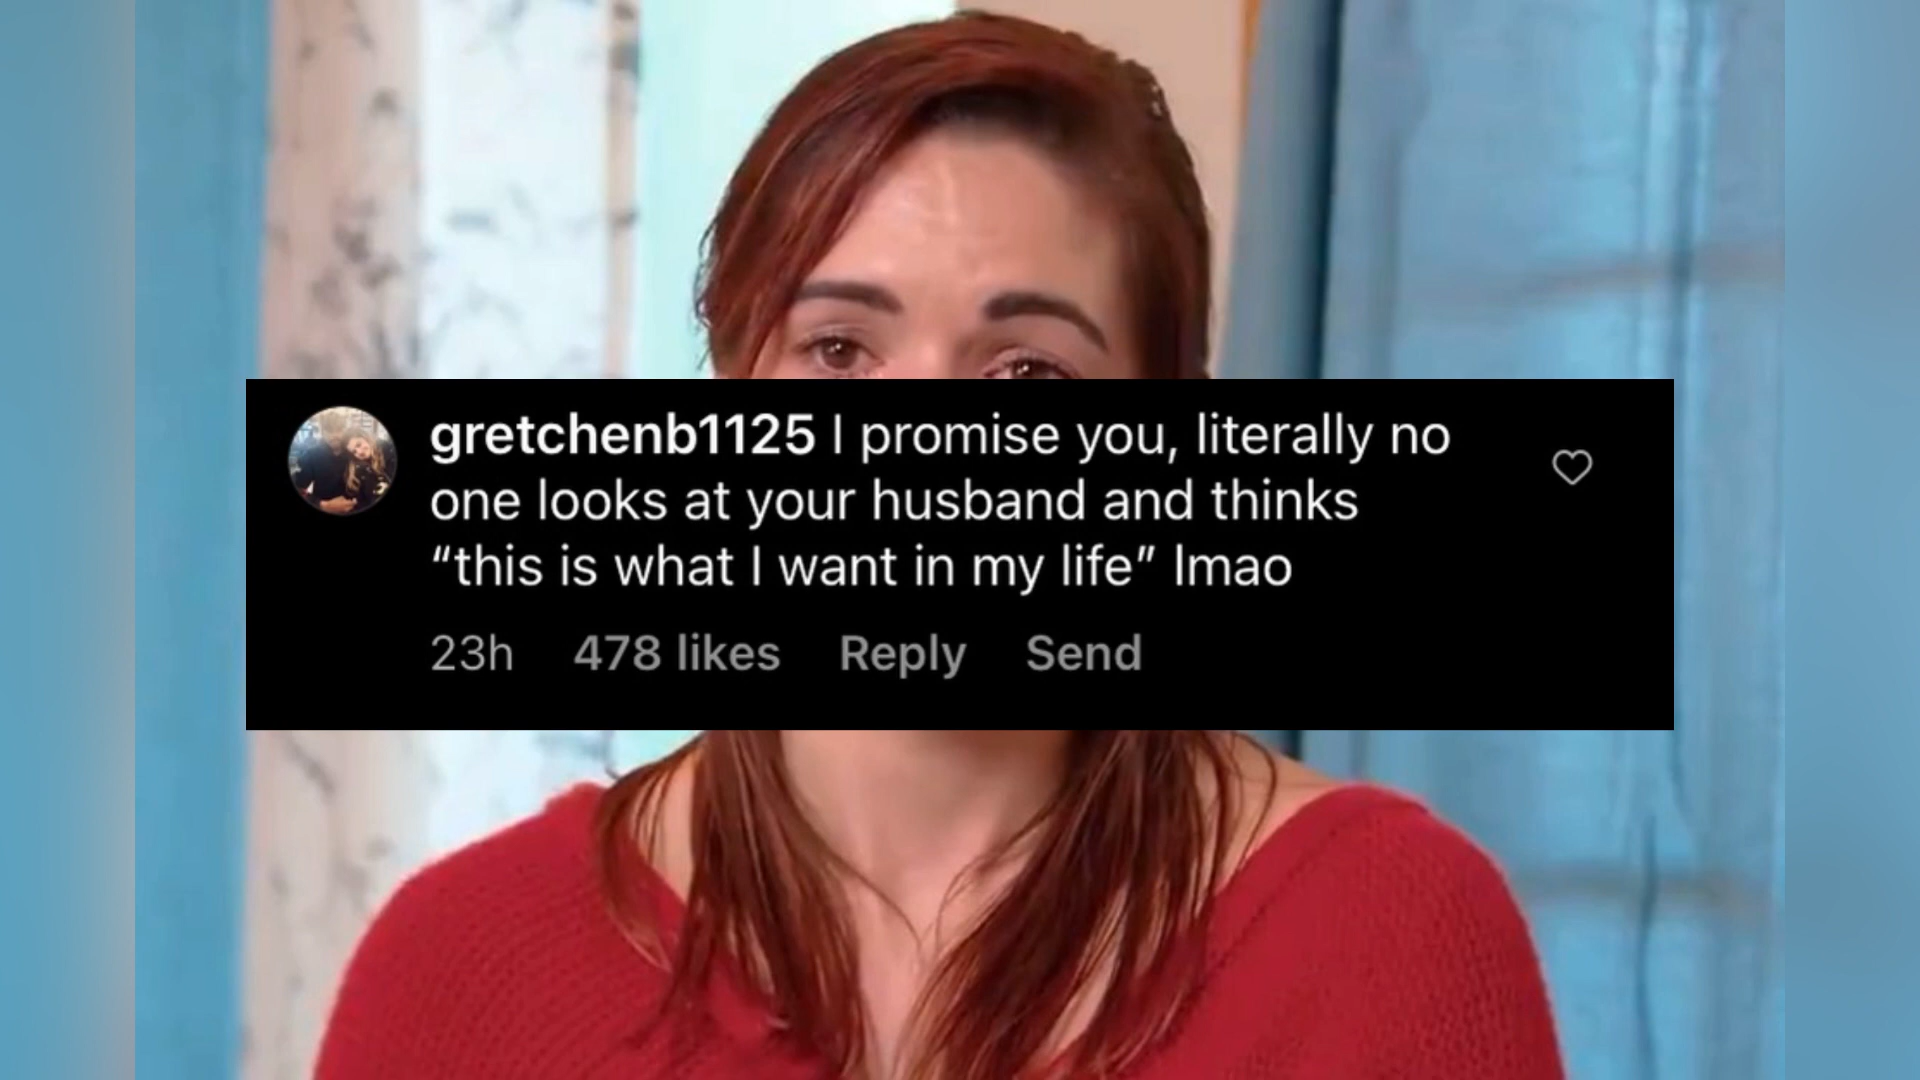 gretchenb1125 I promise you, literally no
one looks at your husband and thinks
“this is what I want in my life” lmao
23h 478 likes Reply Send